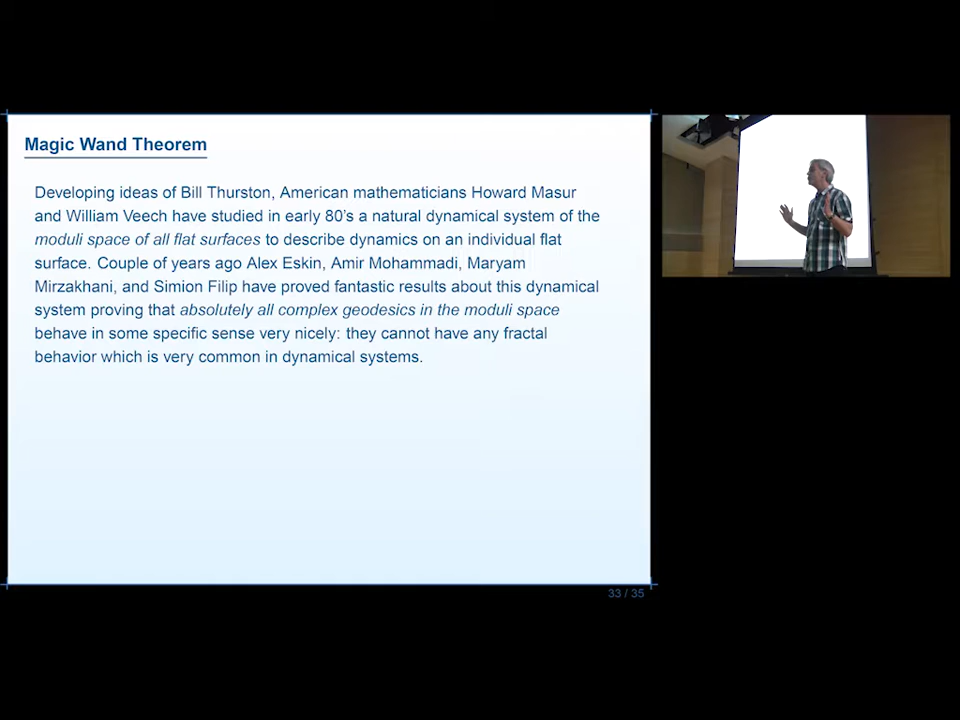 Magic Wand Theorem
Developing ideas of Bill Thurston, American mathematicians Howard Masur
and William Veech have studied in early 80's a natural dynamical system of the
moduli space of all flat surfaces to describe dynamics on an individual flat
surface. Couple of years ago Alex Eskin, Amir Mohammadi, Maryam
Mirzakhani, and Simion Filip have proved fantastic results about this dynamical
system proving that absolutely all complex geodesics in the moduli space
behave in some specific sense very nicely: they cannot have any fractal
behavior which is very common in dynamical systems.
33 / 35